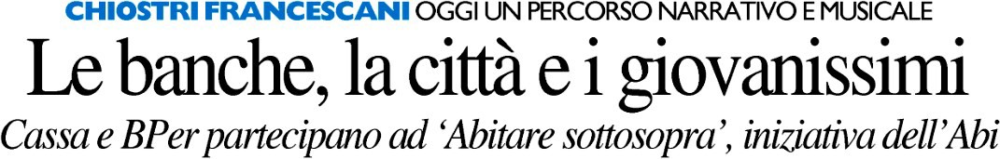 CHIOSTRI FRANCESCANI OGGI UN PERCORSO NARRATIVO E MUSICALE
Le banche, la città e i giovanissimi
Cassa e BPer partecipano ad ‘Abitare sottosopra’, iniziativa dell’Abi